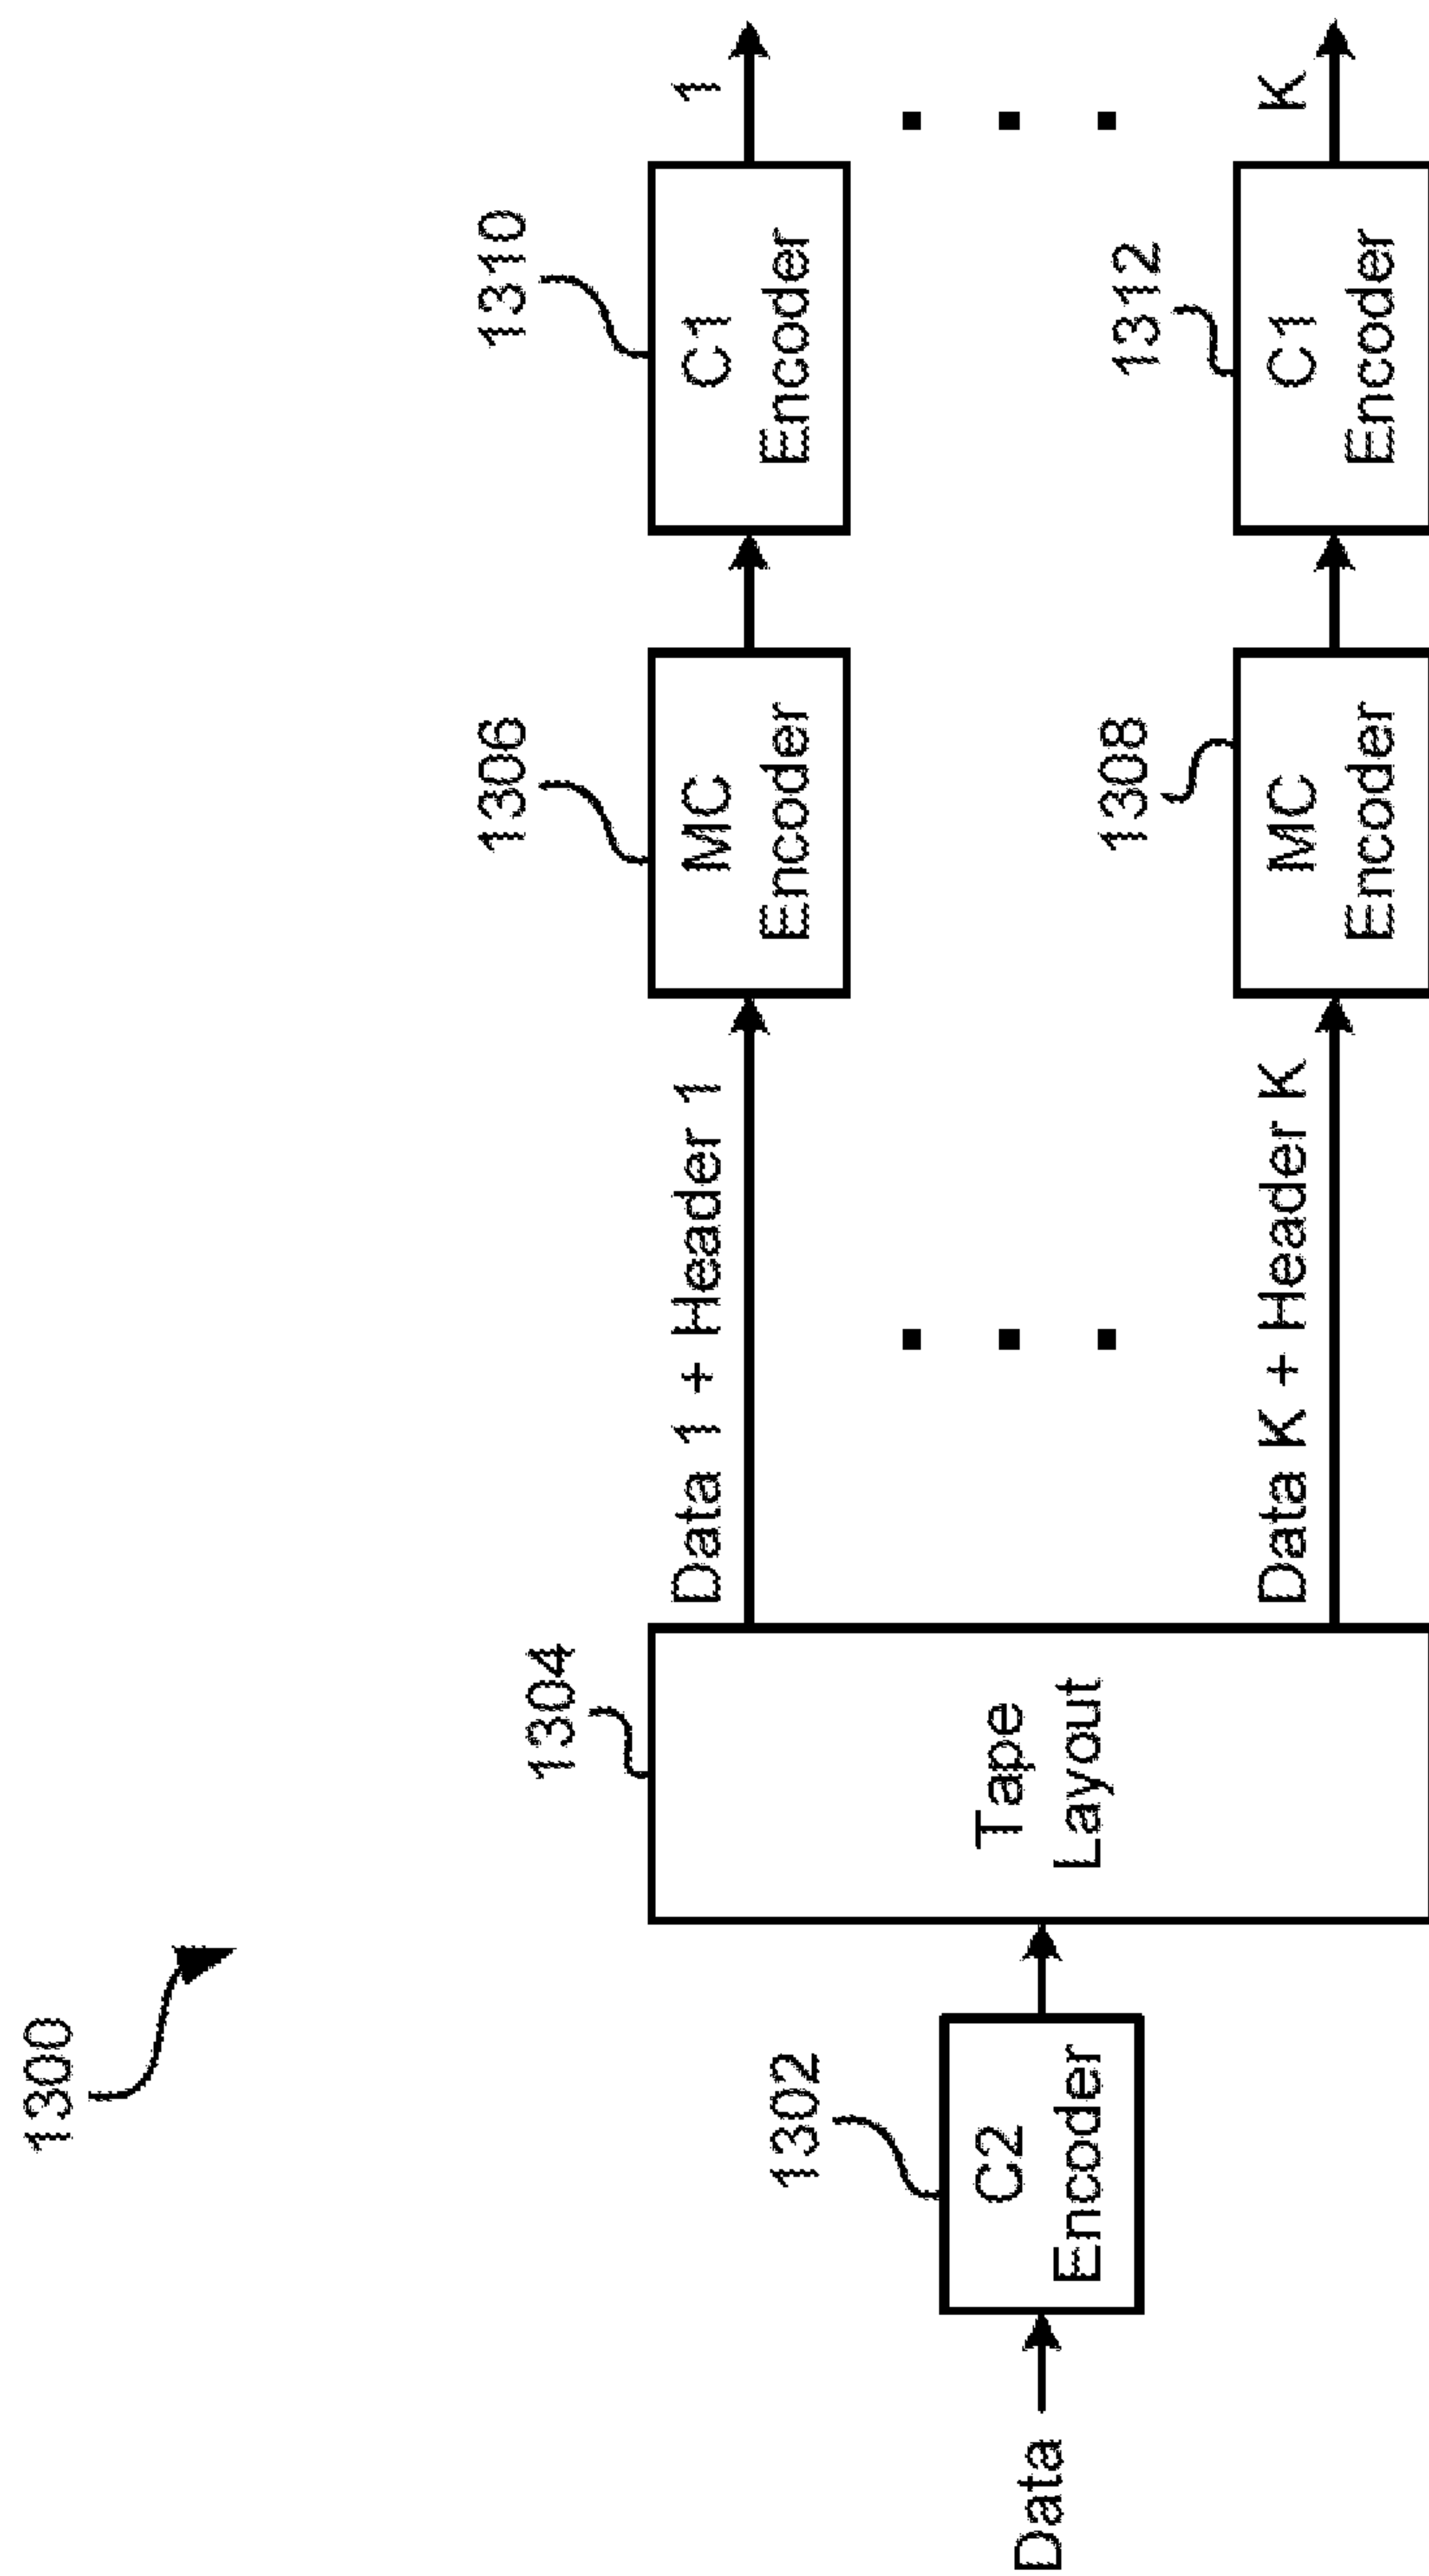 1300
Data
1302
C2
Encoder
1304
Tape
Layout
Data 1 + Header 1
1306
MC
Encoder
1310
C1
Encoder
1
Data K + Header K
1308
MC
Encoder
1312
C1
Encoder
K